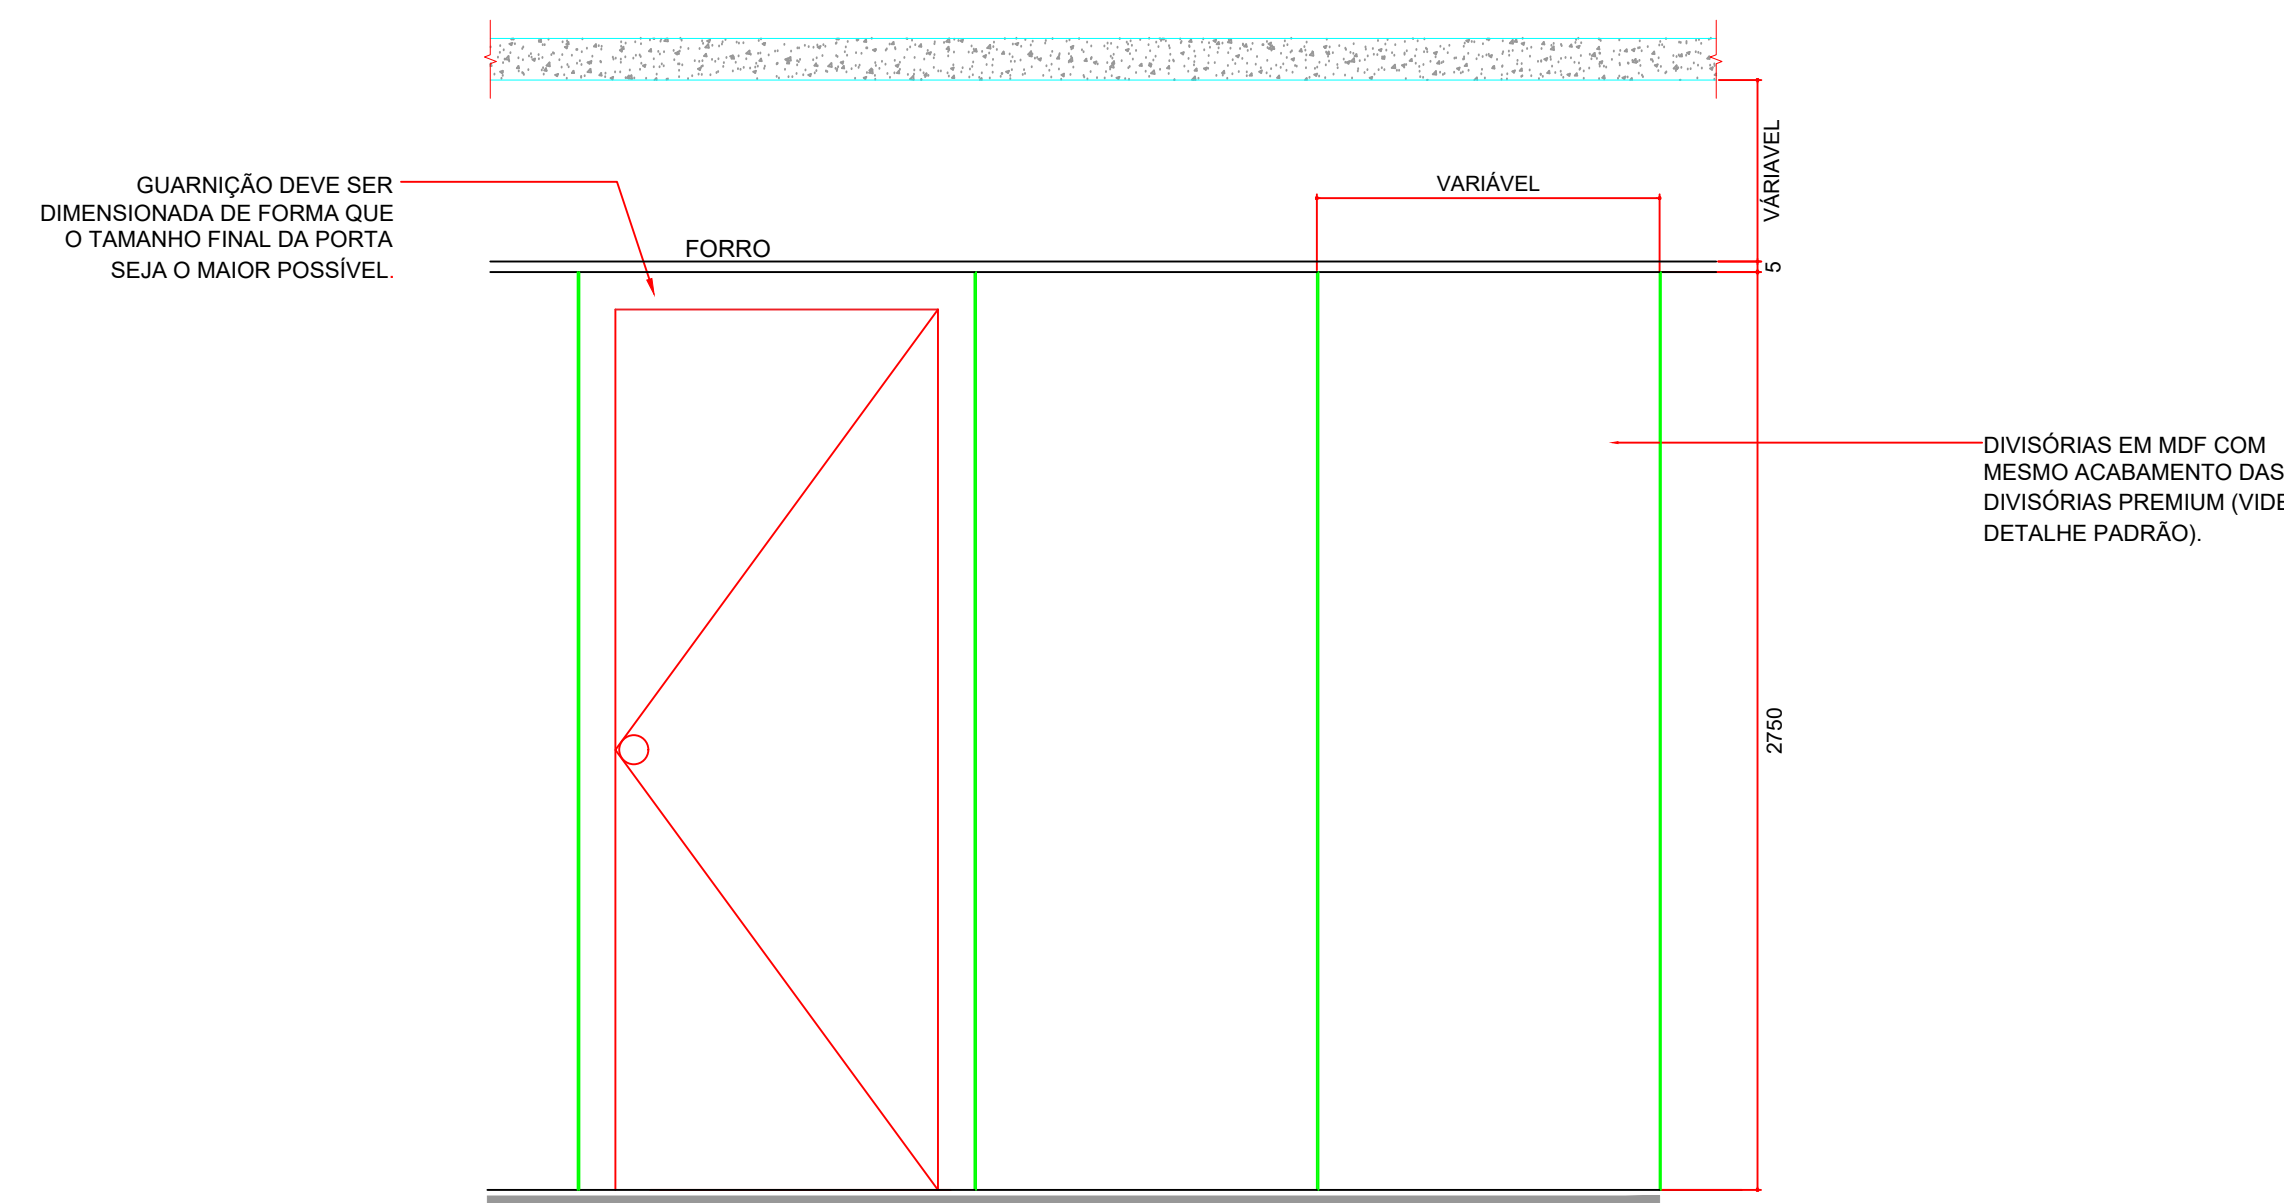 VÁRIAVEL
GUARNIÇÃO DEVE SER
DIMENSIONADA DE FORMA QUE
O TAMANHO FINAL DA PORTA
SEJA O MAIOR POSSÍVEL.
VARIÁVEL
FORRO
5
DIVISÓRIAS EM MDF COM
MESMO ACABAMENTO DAS
DIVISÓRIAS PREMIUM (VIDE
DETALHE PADRÃO).
2750